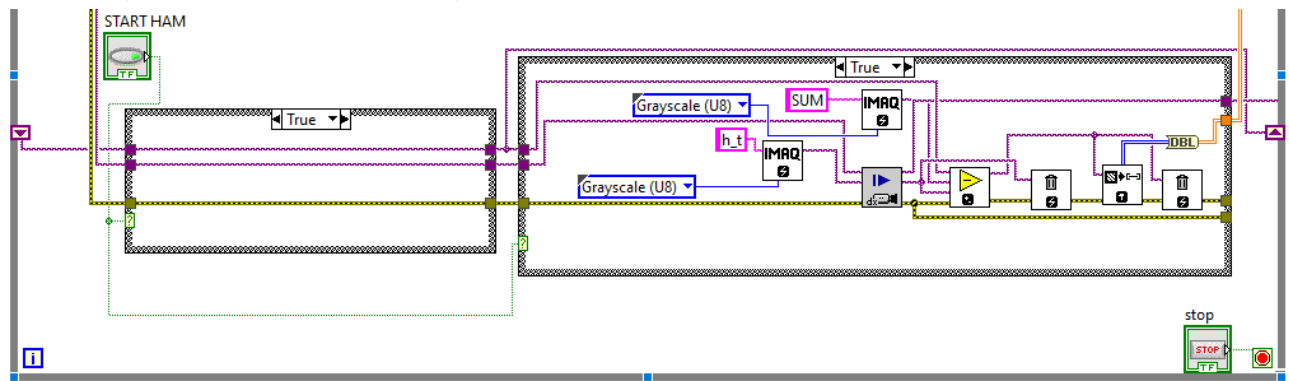 START HAM
TF
True
True
Grayscale (U8)
SUM
IMAQ
h_t
IMAQ
DBL
Grayscale (U8)
?
?
stop
STOP
TF
i